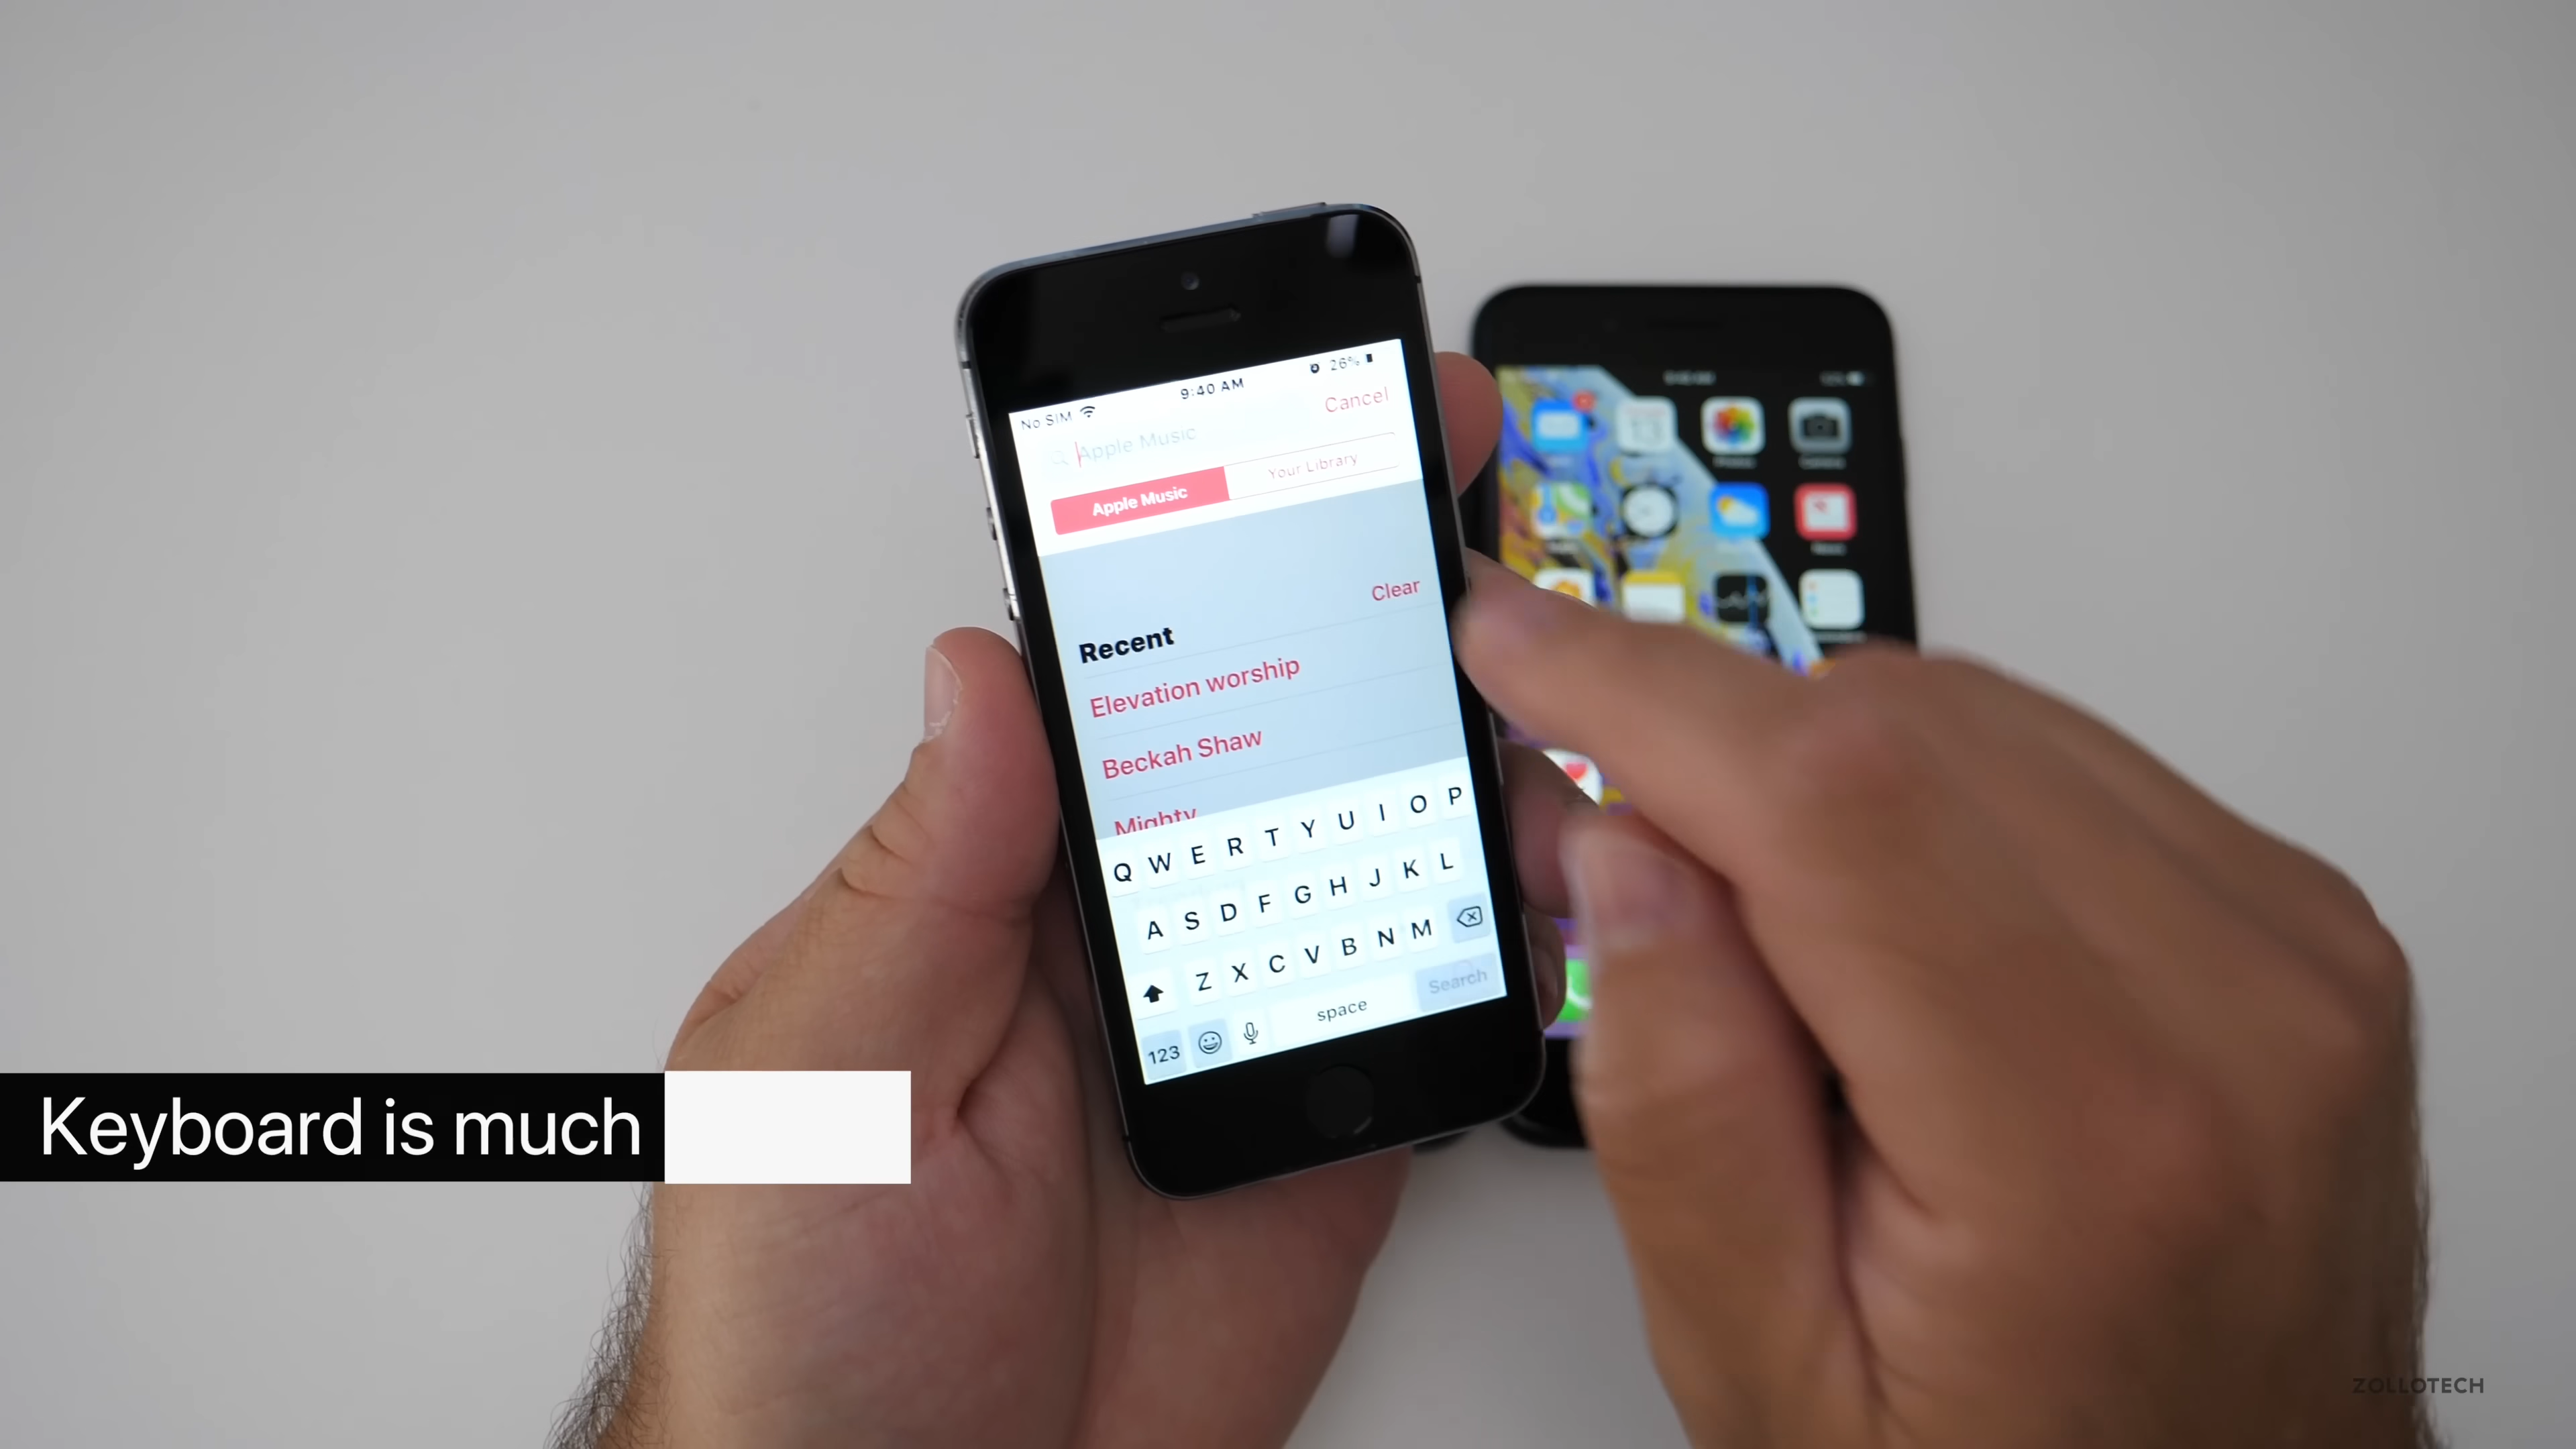 No SIM 9:40 AM 26%
Apple Music
Cancel
Apple Music Your Library
Clear
Recent
Elevation worship
Beckah Shaw
Mighty
Q W E R T Y U I O P
A S D F G H J K L
Z X C V B N M
123 space Search
Keyboard is much
ZOLLOTECH